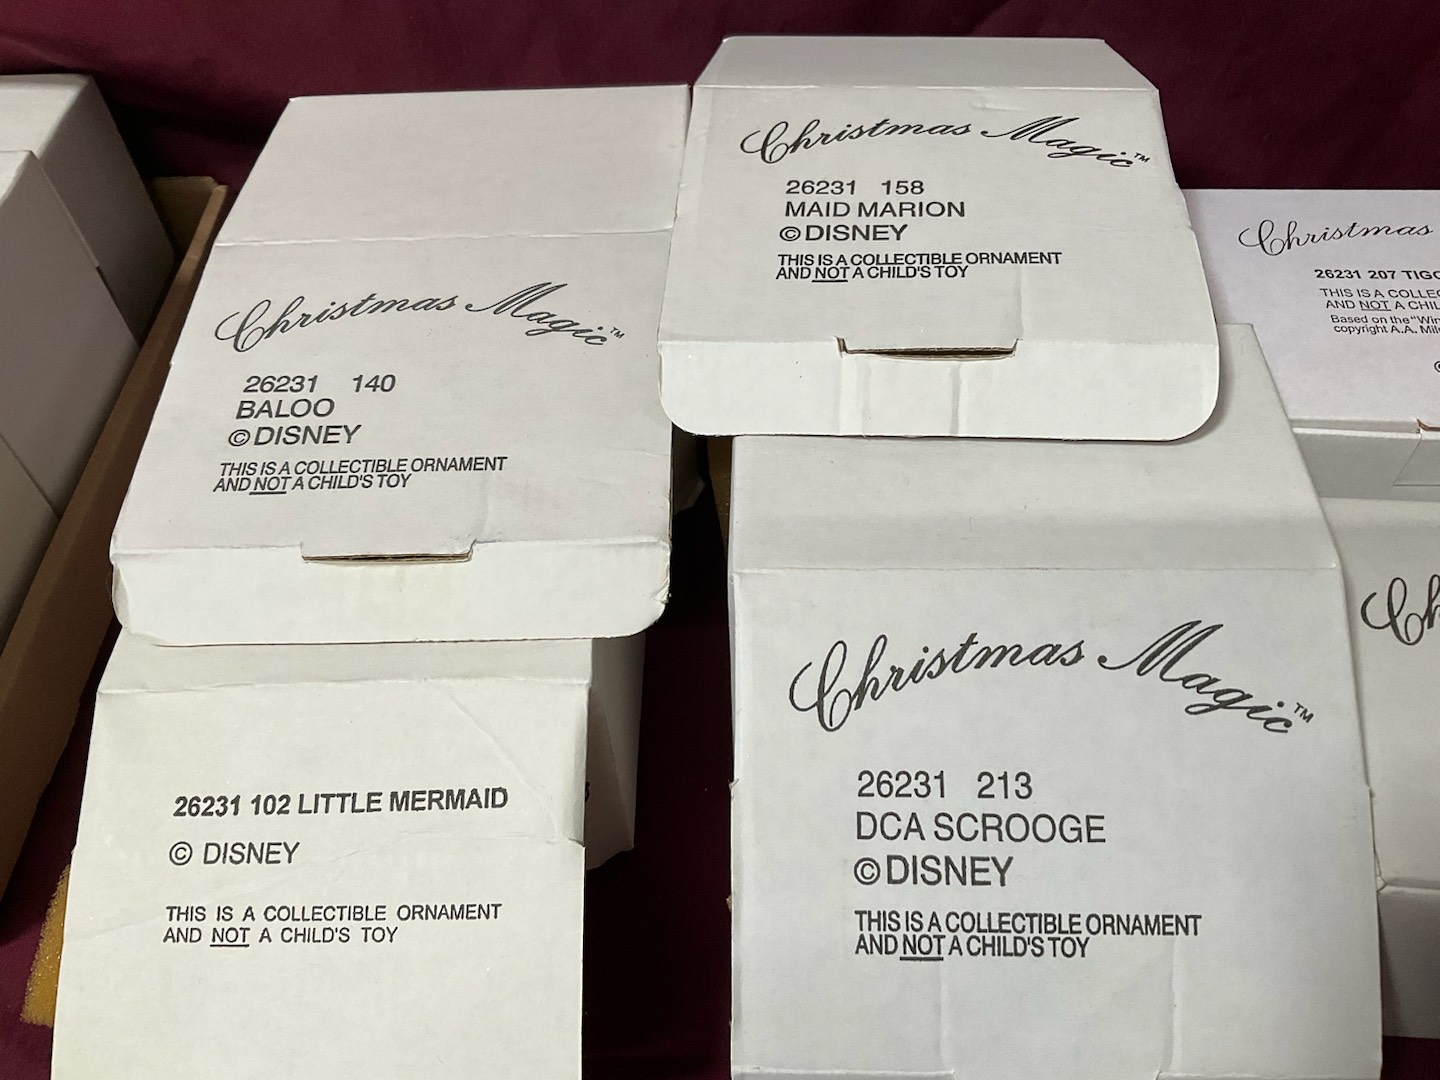 Christmas Magic™
26231 140
BALOO
©DISNEY
THIS IS A COLLECTIBLE ORNAMENT
AND NOT A CHILD'S TOY
Christmas Magic™
26231 158
MAID MARION
©DISNEY
THIS IS A COLLECTIBLE ORNAMENT
AND NOT A CHILD'S TOY
Christmas
26231 207
THIS IS A
AND NOT A
Based on the
copyright A.A.
26231 102 LITTLE MERMAID
© DISNEY
THIS IS A COLLECTIBLE ORNAMENT
AND NOT A CHILD'S TOY
Christmas Magic™
26231 213
DCA SCROOGE
©DISNEY
THIS IS A COLLECTIBLE ORNAMENT
AND NOT A CHILD'S TOY